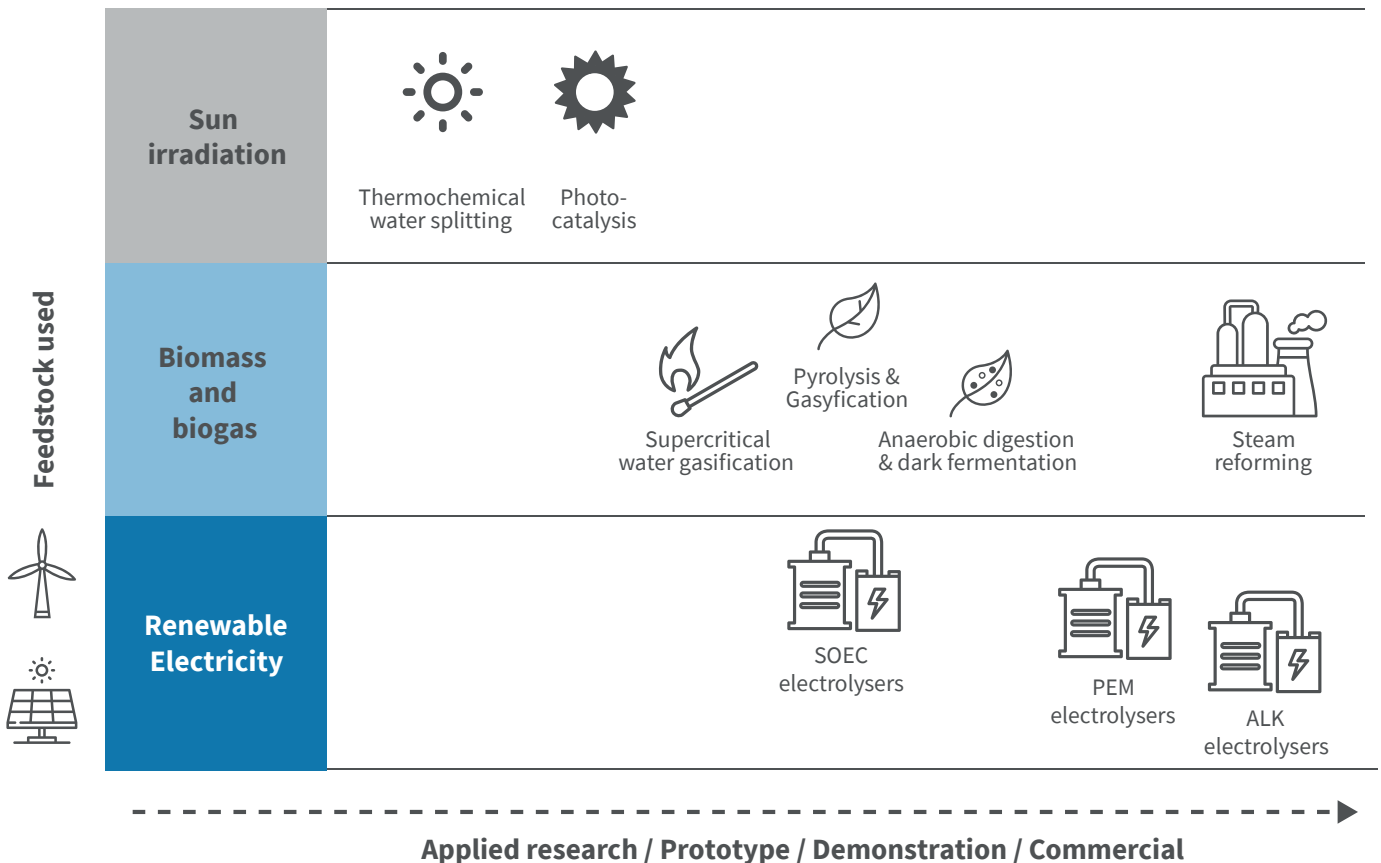 Feedstock used
Sun
irradiation
Thermochemical
water splitting
Photo-
catalysis
Biomass
and
biogas
Supercritical
water gasification
Pyrolysis &
Gasyfication
Anaerobic digestion
& dark fermentation
Steam
reforming
Renewable
Electricity
SOEC
electrolysers
PEM
electrolysers
ALK
electrolysers
Applied research / Prototype / Demonstration / Commercial